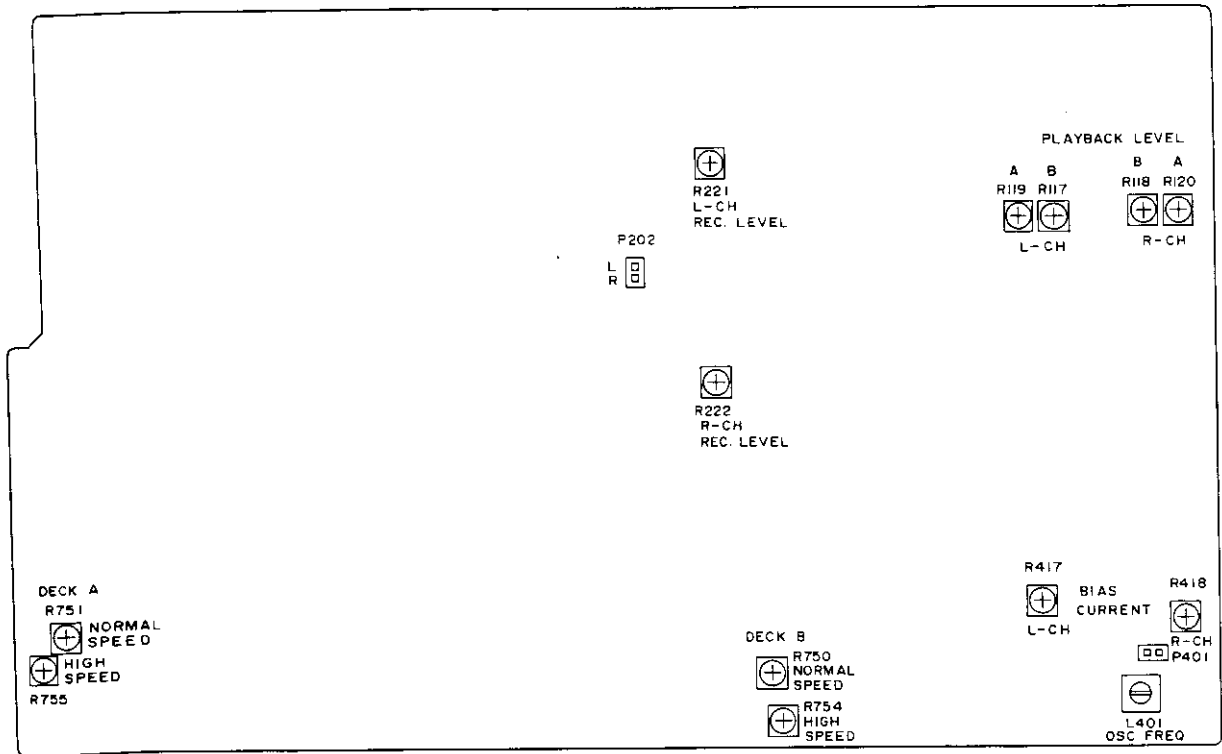 PLAYBACK LEVEL
A B
R119 R117
L-CH
B A
R118 R120
R-CH
R221
L-CH
REC. LEVEL
P202
L
R
R222
R-CH
REC. LEVEL
DECK A
R751
NORMAL
SPEED
HIGH
SPEED
R755
DECK B
R750
NORMAL
SPEED
R754
HIGH
SPEED
R417
L-CH
BIAS
CURRENT
R418
R-CH
P401
L401
OSC FREQ